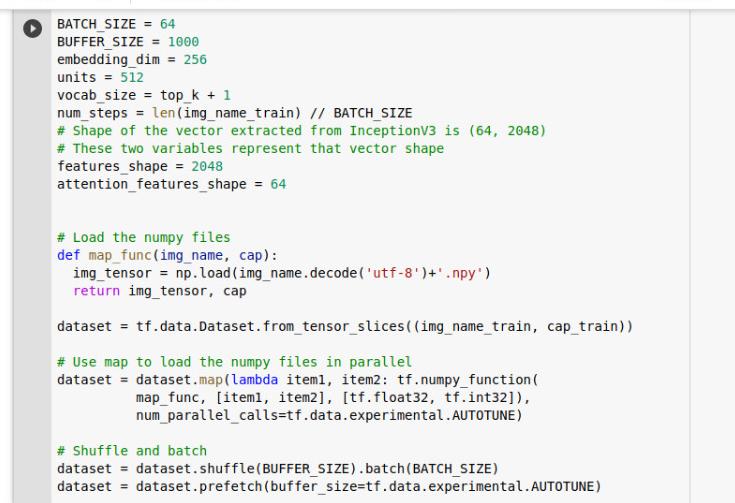 BATCH_SIZE = 64
BUFFER_SIZE = 1000
embedding_dim = 256
units = 512
vocab_size = top_k + 1
num_steps = len(img_name_train) // BATCH_SIZE
# Shape of the vector extracted from InceptionV3 is (64, 2048)
# These two variables represent that vector shape
features_shape = 2048
attention_features_shape = 64
# Load the numpy files
def map_func(img_name, cap):
  img_tensor = np.load(img_name.decode('utf-8')+'.npy')
  return img_tensor, cap
dataset = tf.data.Dataset.from_tensor_slices((img_name_train, cap_train))
# Use map to load the numpy files in parallel
dataset = dataset.map(lambda item1, item2: tf.numpy_function(
          map_func, [item1, item2], [tf.float32, tf.int32]),
          num_parallel_calls=tf.data.experimental.AUTOTUNE)
# Shuffle and batch
dataset = dataset.shuffle(BUFFER_SIZE).batch(BATCH_SIZE)
dataset = dataset.prefetch(buffer_size=tf.data.experimental.AUTOTUNE)